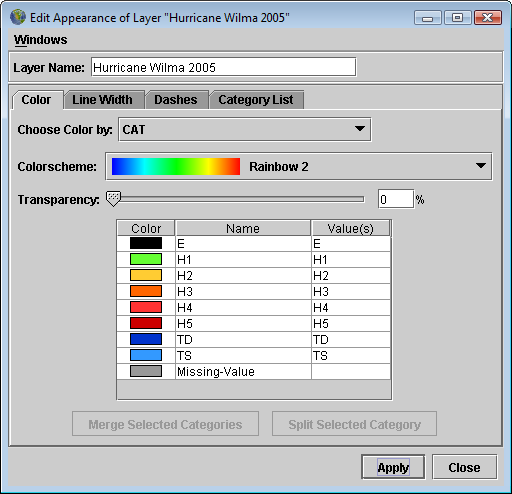 Edit Appearance of Layer "Hurricane Wilma 2005"
Windows
Layer Name: Hurricane Wilma 2005
Color Line Width Dashes Category List
Choose Color by: CAT
Colorscheme: Rainbow 2
Transparency: 0 %
Color Name Value(s)
E E
H1 H1
H2 H2
H3 H3
H4 H4
H5 H5
TD TD
TS TS
Missing-Value
Merge Selected Categories Split Selected Category
Apply Close